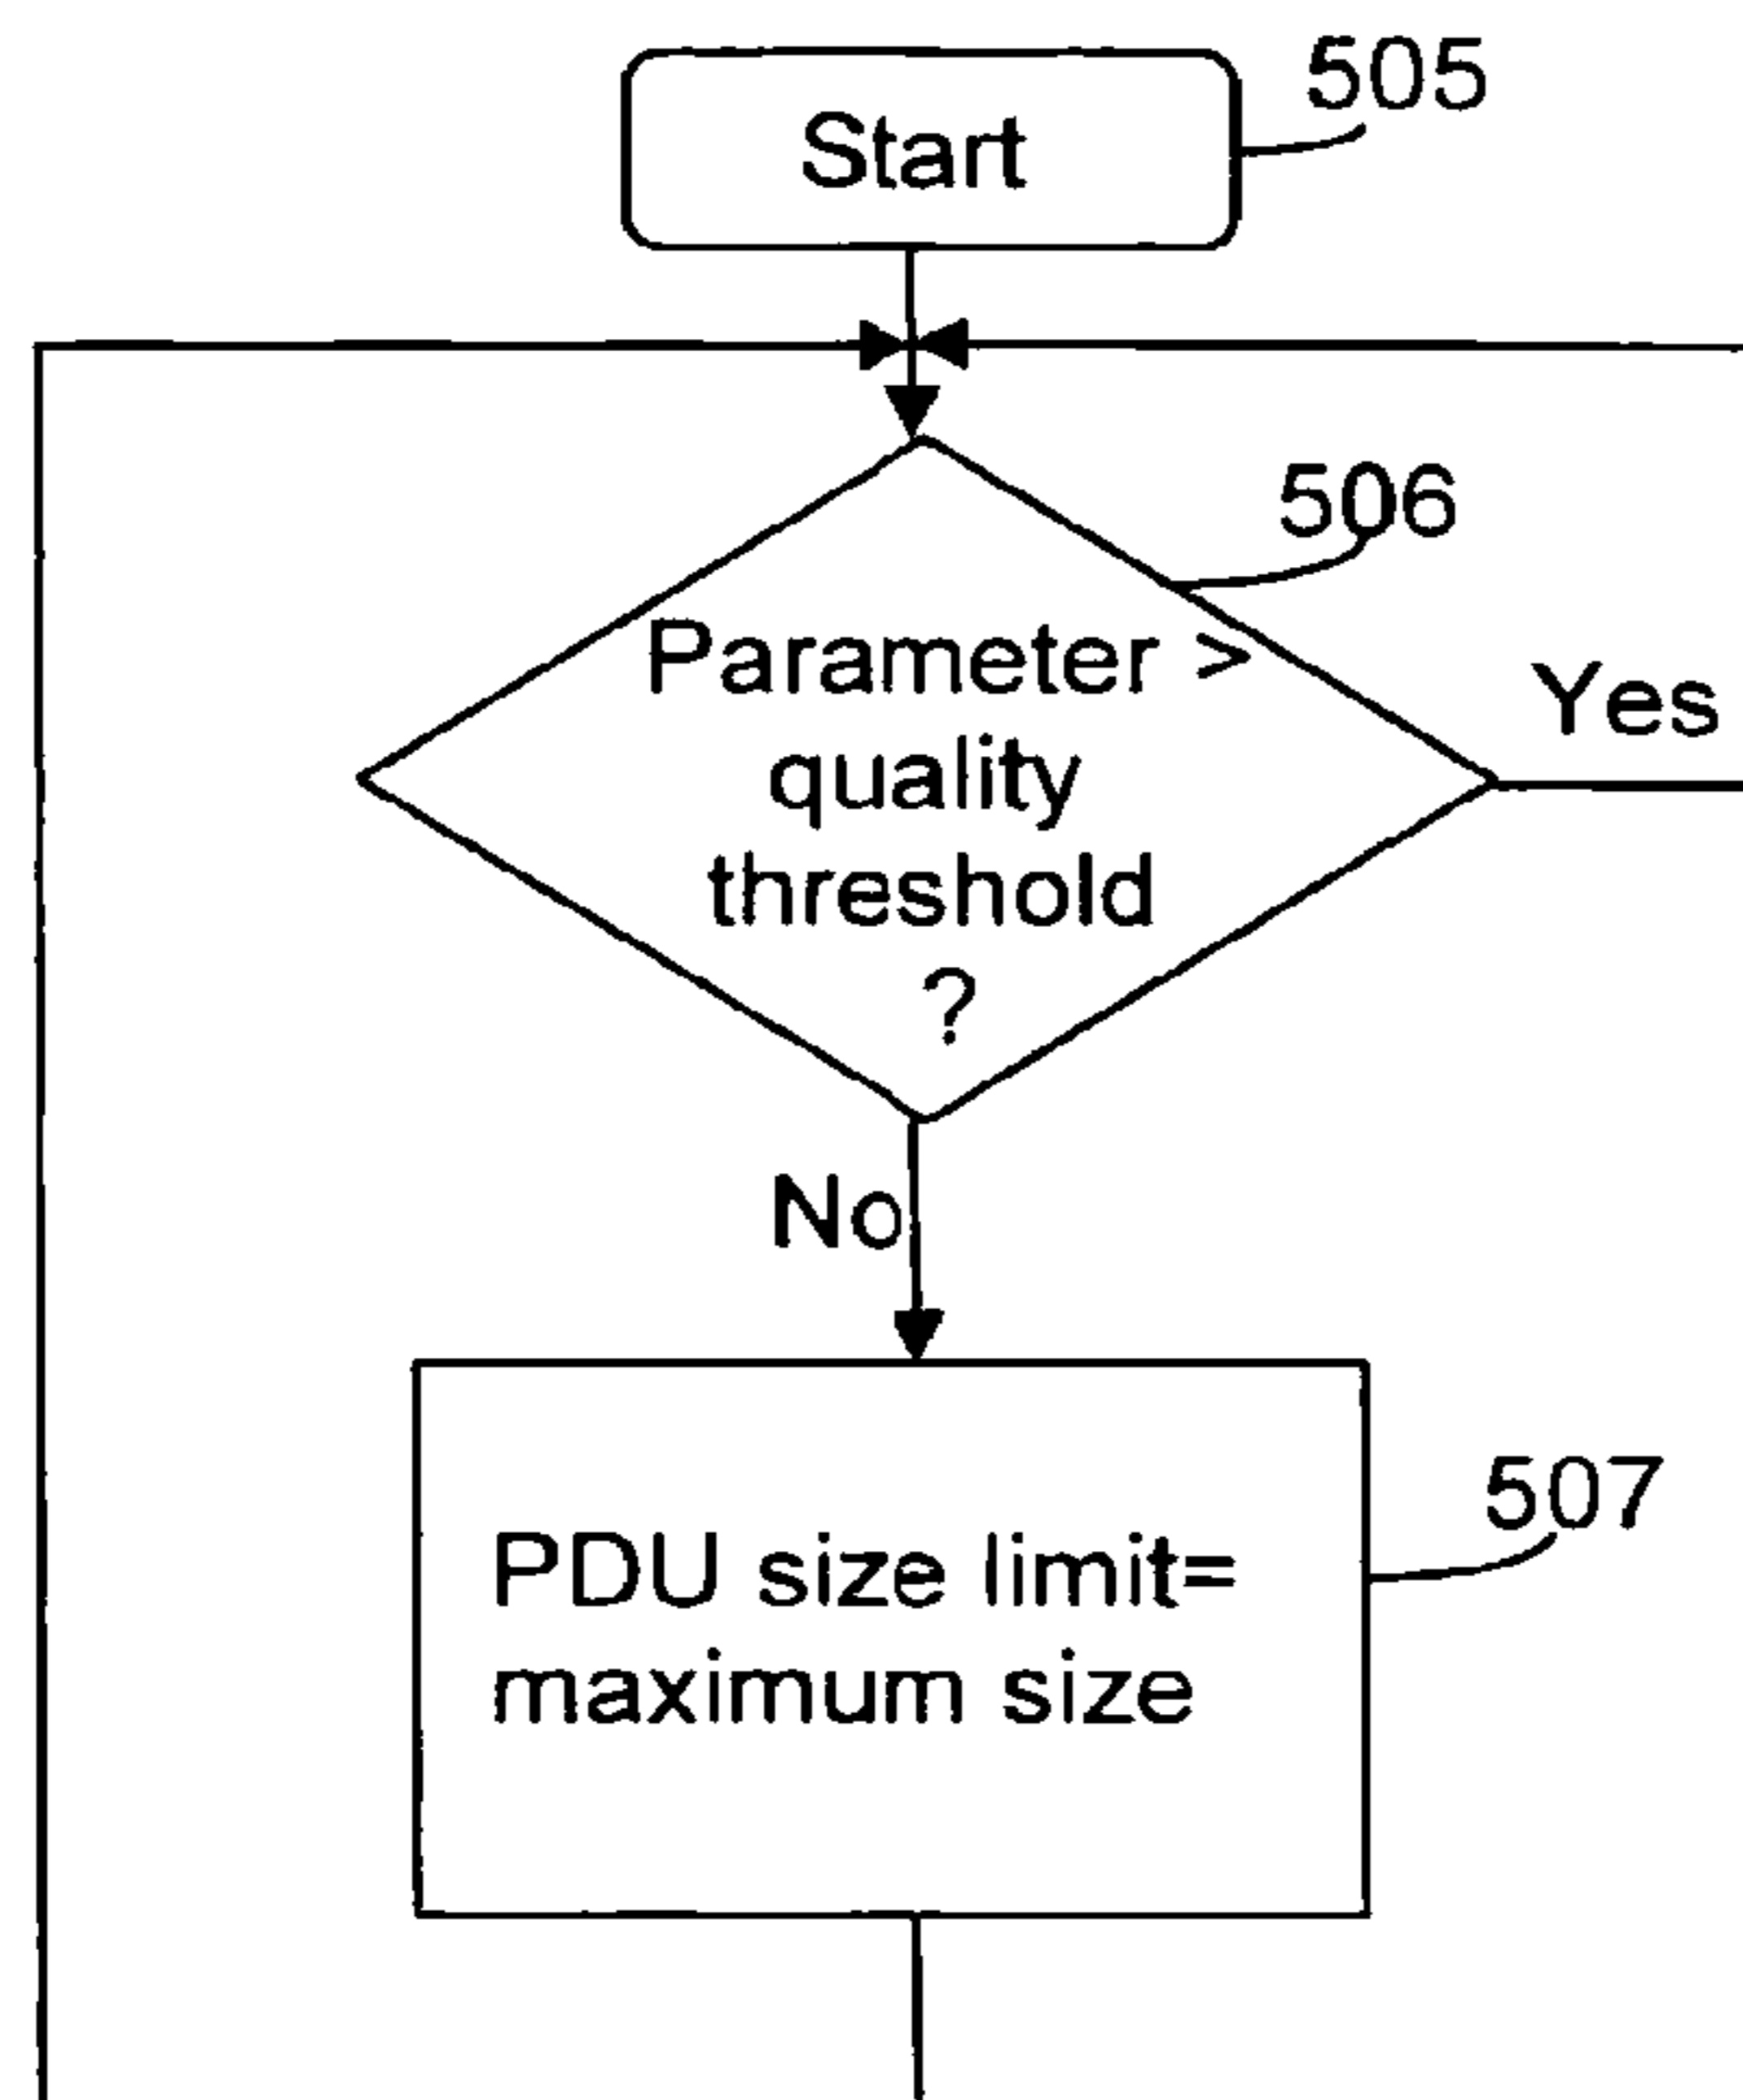 505
Start
506
Parameter >
quality
threshold
?
Yes
No
507
PDU size limit=
maximum size